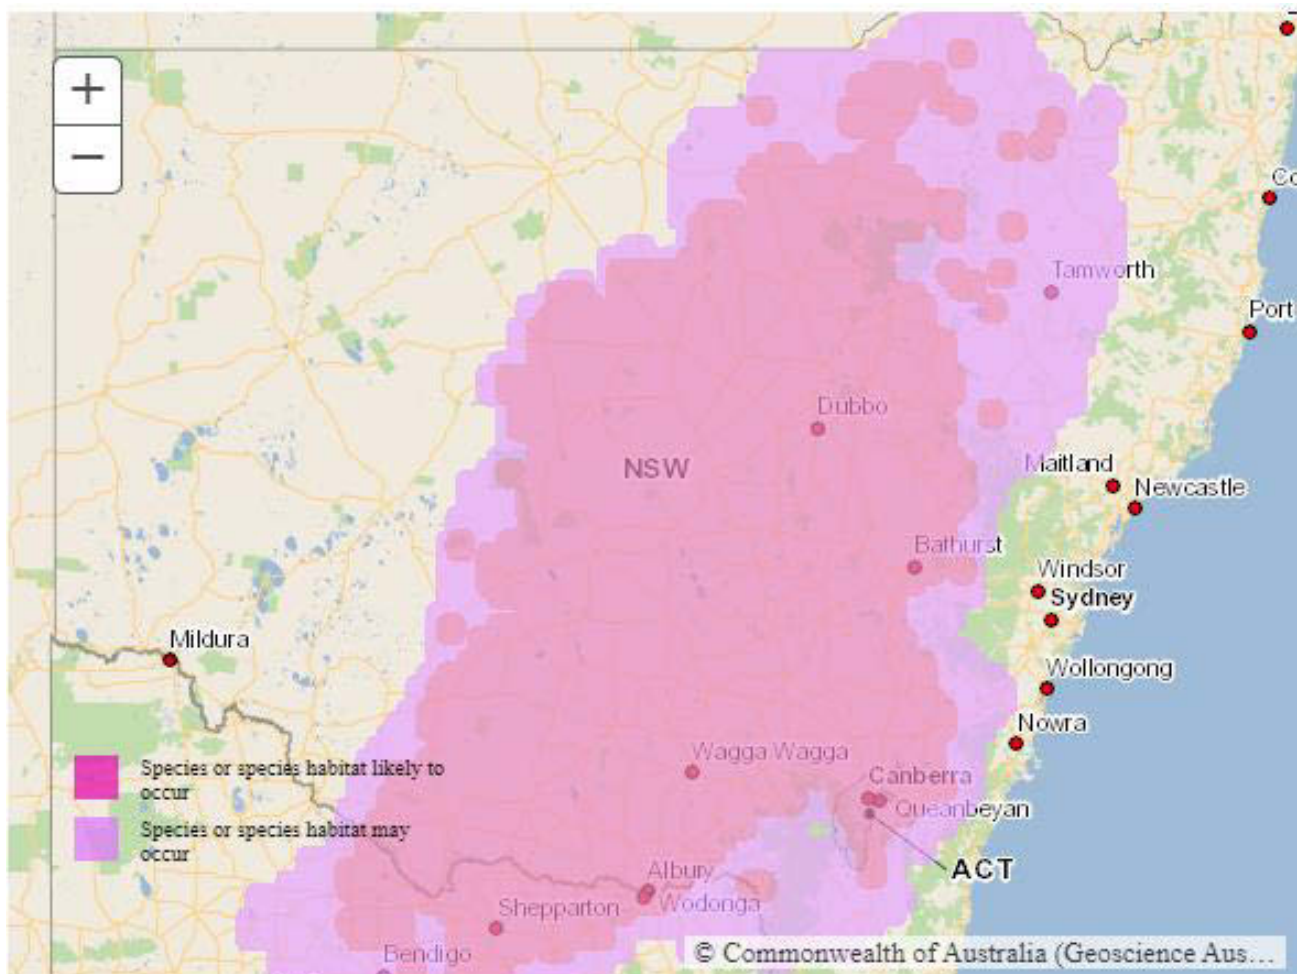 +
−
Co
Tamworth
Port
Dubbo
NSW
Maitland
Newcastle
Bathurst
Windsor
Sydney
Mildura
Wollongong
Nowra
Wagga Wagga
Canberra
Queanbeyan
Species or species habitat likely to
occur
Species or species habitat may
occur
ACT
Albury
Wodonga
Shepparton
Bendigo
© Commonwealth of Australia (Geoscience Aus…